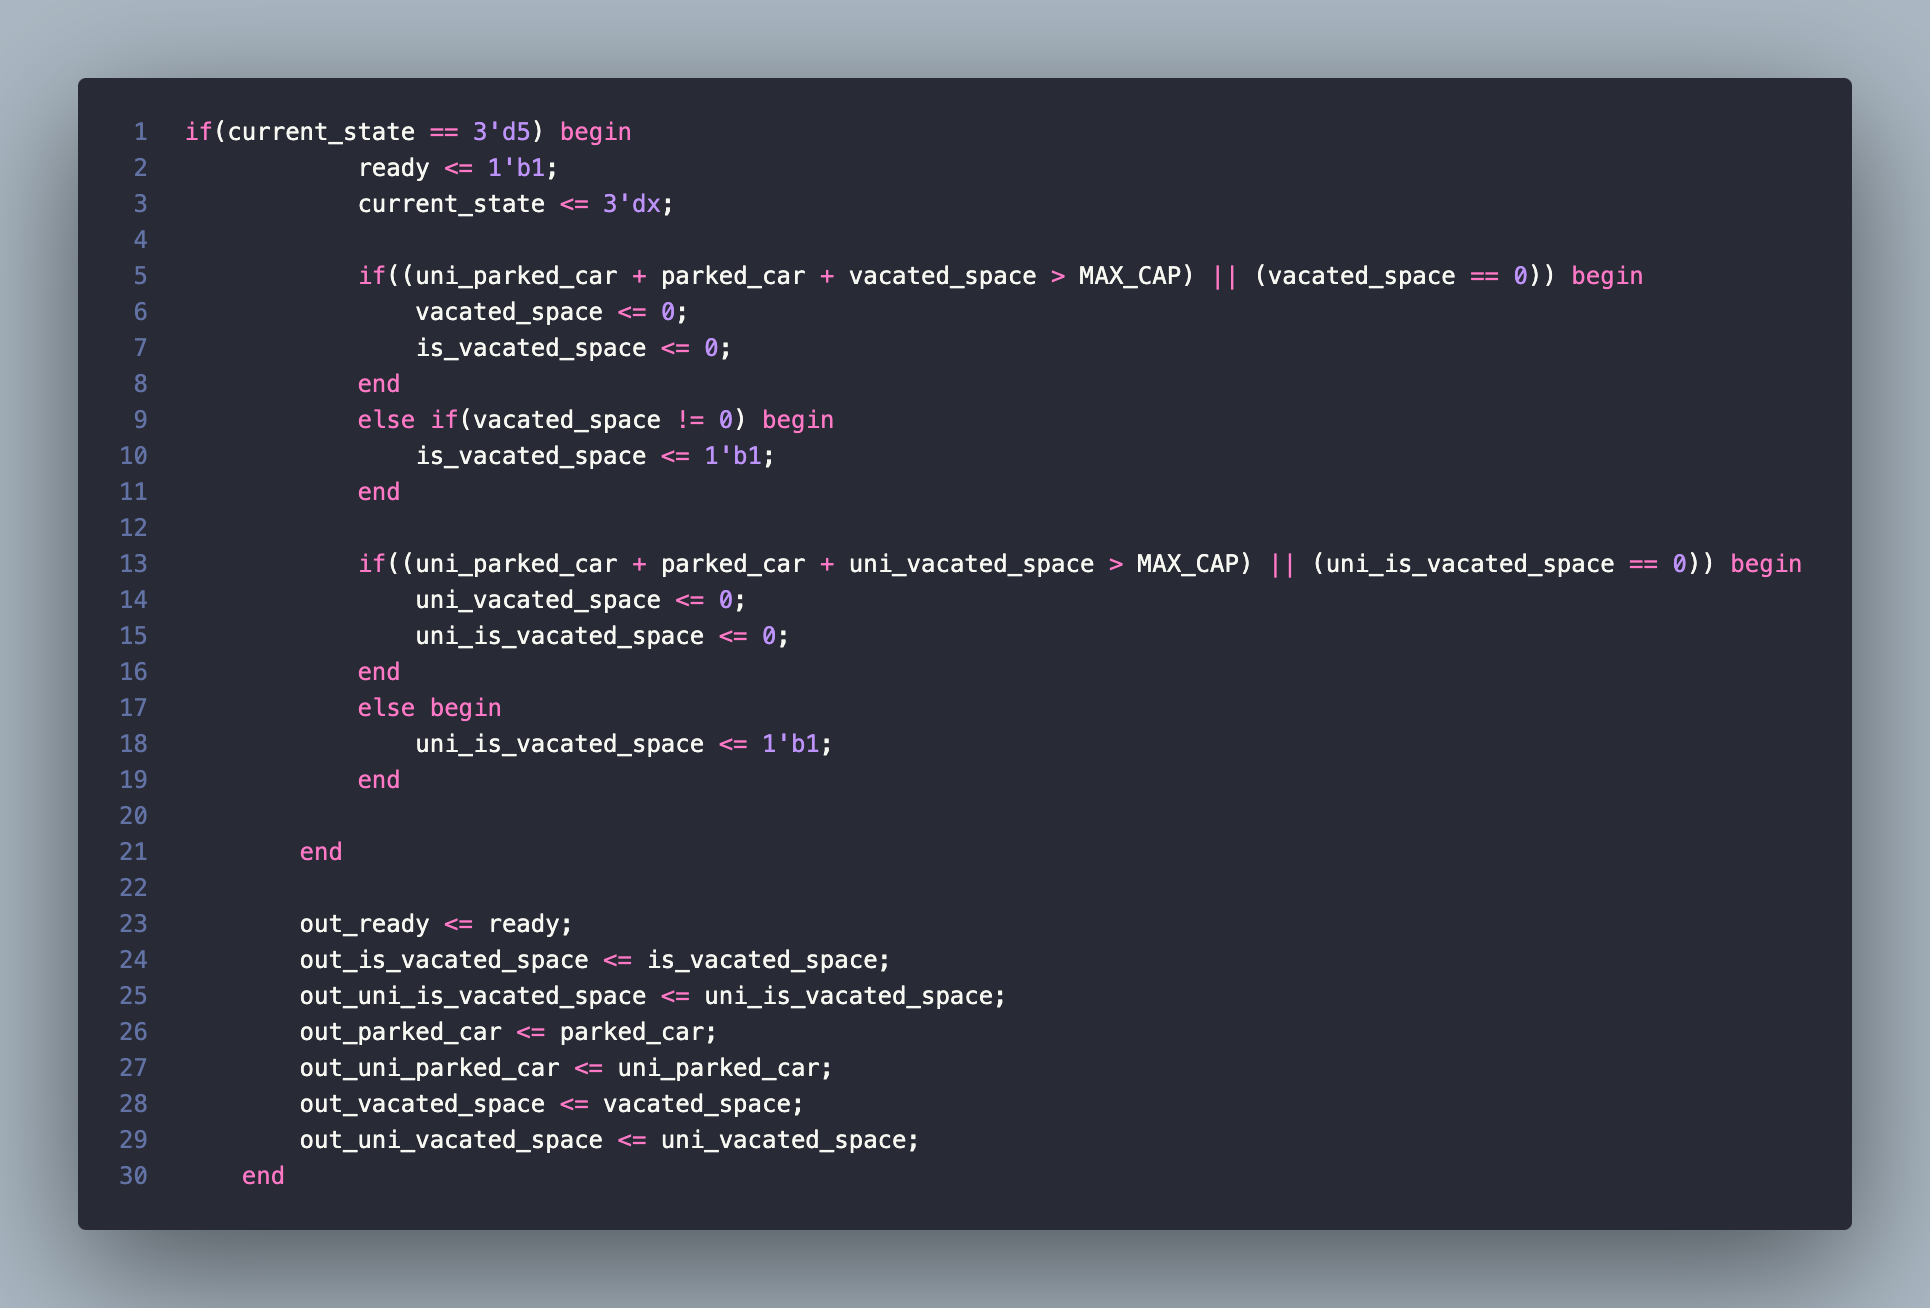 1 if(current_state == 3'd5) begin
2             ready <= 1'b1;
3             current_state <= 3'dx;
4
5             if((uni_parked_car + parked_car + vacated_space > MAX_CAP) || (vacated_space == 0)) begin
6                 vacated_space <= 0;
7                 is_vacated_space <= 0;
8             end
9             else if(vacated_space != 0) begin
10                 is_vacated_space <= 1'b1;
11             end
12
13             if((uni_parked_car + parked_car + uni_vacated_space > MAX_CAP) || (uni_is_vacated_space == 0)) begin
14                 uni_vacated_space <= 0;
15                 uni_is_vacated_space <= 0;
16             end
17             else begin
18                 uni_is_vacated_space <= 1'b1;
19             end
20
21         end
22
23         out_ready <= ready;
24         out_is_vacated_space <= is_vacated_space;
25         out_uni_is_vacated_space <= uni_is_vacated_space;
26         out_parked_car <= parked_car;
27         out_uni_parked_car <= uni_parked_car;
28         out_vacated_space <= vacated_space;
29         out_uni_vacated_space <= uni_vacated_space;
30     end